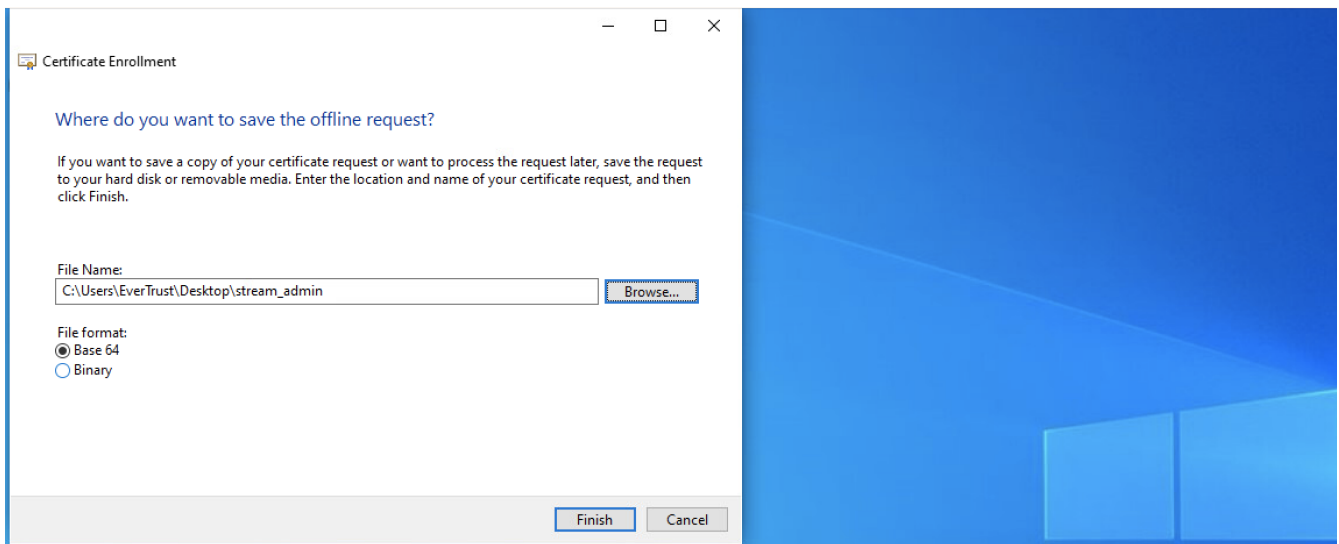 Certificate Enrollment
Where do you want to save the offline request?
If you want to save a copy of your certificate request or want to process the request later, save the request
to your hard disk or removable media. Enter the location and name of your certificate request, and then
click Finish.
File Name:
C:\Users\EverTrust\Desktop\stream_admin
Browse...
File format:
Base 64
Binary
Finish
Cancel